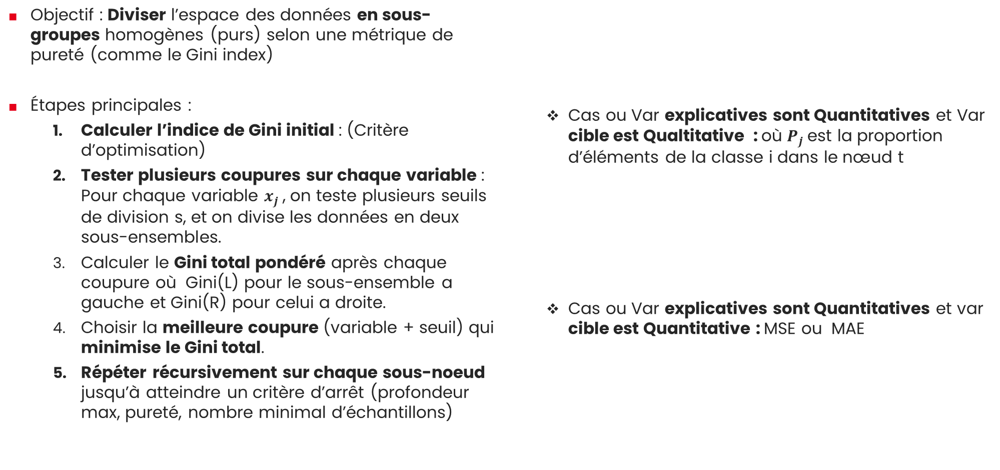 Objectif : Diviser l'espace des données en sous-
groupes homogènes (purs) selon une métrique de
pureté (comme le Gini index)
Étapes principales :
1. Calculer l'indice de Gini initial : (Critère
d'optimisation)
2. Tester plusieurs coupures sur chaque variable :
Pour chaque variable x_j , on teste plusieurs seuils
de division s, et on divise les données en deux
sous-ensembles.
3. Calculer le Gini total pondéré après chaque
coupure où Gini(L) pour le sous-ensemble a
gauche et Gini(R) pour celui a droite.
4. Choisir la meilleure coupure (variable + seuil) qui
minimise le Gini total.
5. Répéter récursivement sur chaque sous-noeud
jusqu'à atteindre un critère d'arrêt (profondeur
max, pureté, nombre minimal d'échantillons)
Cas ou Var explicatives sont Quantitatives et Var
cible est Qualtitative : où P_j est la proportion
d'éléments de la classe i dans le nœud t
Cas ou Var explicatives sont Quantitatives et var
cible est Quantitative : MSE ou MAE